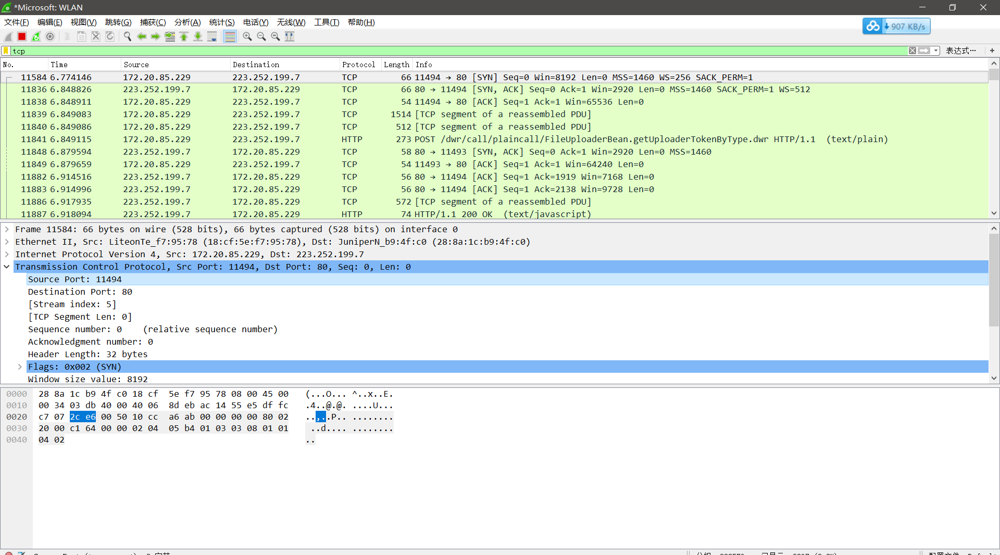 *Microsoft: WLAN
文件(F) 编辑(E) 视图(V) 跳转(G) 捕获(C) 分析(A) 统计(S) 电话(Y) 无线(W) 工具(T) 帮助(H)
907 KB/s
tcp 表达式… +
No. Time Source Destination Protocol Length Info
11584 6.774146 172.20.85.229 223.252.199.7 TCP 66 11494 → 80 [SYN] Seq=0 Win=8192 Len=0 MSS=1460 WS=256 SACK_PERM=1
11836 6.848826 223.252.199.7 172.20.85.229 TCP 66 80 → 11494 [SYN, ACK] Seq=0 Ack=1 Win=2920 Len=0 MSS=1460 SACK_PERM=1 WS=512
11838 6.848911 172.20.85.229 223.252.199.7 TCP 54 11494 → 80 [ACK] Seq=1 Ack=1 Win=65536 Len=0
11839 6.849083 172.20.85.229 223.252.199.7 TCP 1514 [TCP segment of a reassembled PDU]
11840 6.849086 172.20.85.229 223.252.199.7 TCP 512 [TCP segment of a reassembled PDU]
11841 6.849115 172.20.85.229 223.252.199.7 HTTP 273 POST /dwr/call/plaincall/FileUploaderBean.getUploaderTokenByType.dwr HTTP/1.1 (text/plain)
11848 6.879594 223.252.199.7 172.20.85.229 TCP 58 80 → 11493 [SYN, ACK] Seq=0 Ack=1 Win=2920 Len=0 MSS=1460
11849 6.879659 172.20.85.229 223.252.199.7 TCP 54 11493 → 80 [ACK] Seq=1 Ack=1 Win=64240 Len=0
11882 6.914516 223.252.199.7 172.20.85.229 TCP 56 80 → 11494 [ACK] Seq=1 Ack=1919 Win=7168 Len=0
11883 6.914996 223.252.199.7 172.20.85.229 TCP 56 80 → 11494 [ACK] Seq=1 Ack=2138 Win=9728 Len=0
11886 6.917935 223.252.199.7 172.20.85.229 TCP 572 [TCP segment of a reassembled PDU]
11887 6.918094 223.252.199.7 172.20.85.229 HTTP 74 HTTP/1.1 200 OK (text/javascript)
Frame 11584: 66 bytes on wire (528 bits), 66 bytes captured (528 bits) on interface 0
Ethernet II, Src: LiteonTe_f7:95:78 (18:cf:5e:f7:95:78), Dst: JuniperN_b9:4f:c0 (28:8a:1c:b9:4f:c0)
Internet Protocol Version 4, Src: 172.20.85.229, Dst: 223.252.199.7
Transmission Control Protocol, Src Port: 11494, Dst Port: 80, Seq: 0, Len: 0
Source Port: 11494
Destination Port: 80
[Stream index: 5]
[TCP Segment Len: 0]
Sequence number: 0 (relative sequence number)
Acknowledgment number: 0
Header Length: 32 bytes
Flags: 0x002 (SYN)
Window size value: 8192
0000 28 8a 1c b9 4f c0 18 cf 5e f7 95 78 08 00 45 00 (...O... ^..x..E.
0010 00 34 03 db 40 00 40 06 8d eb ac 14 55 e5 df fc .4..@.@. ....U...
0020 c7 07 2c e6 00 50 10 cc a6 ab 00 00 00 00 80 02 ..,..P.. ........
0030 20 00 c1 64 00 00 02 04 05 b4 01 03 03 08 01 01 ..d.... ........
0040 04 02 ..